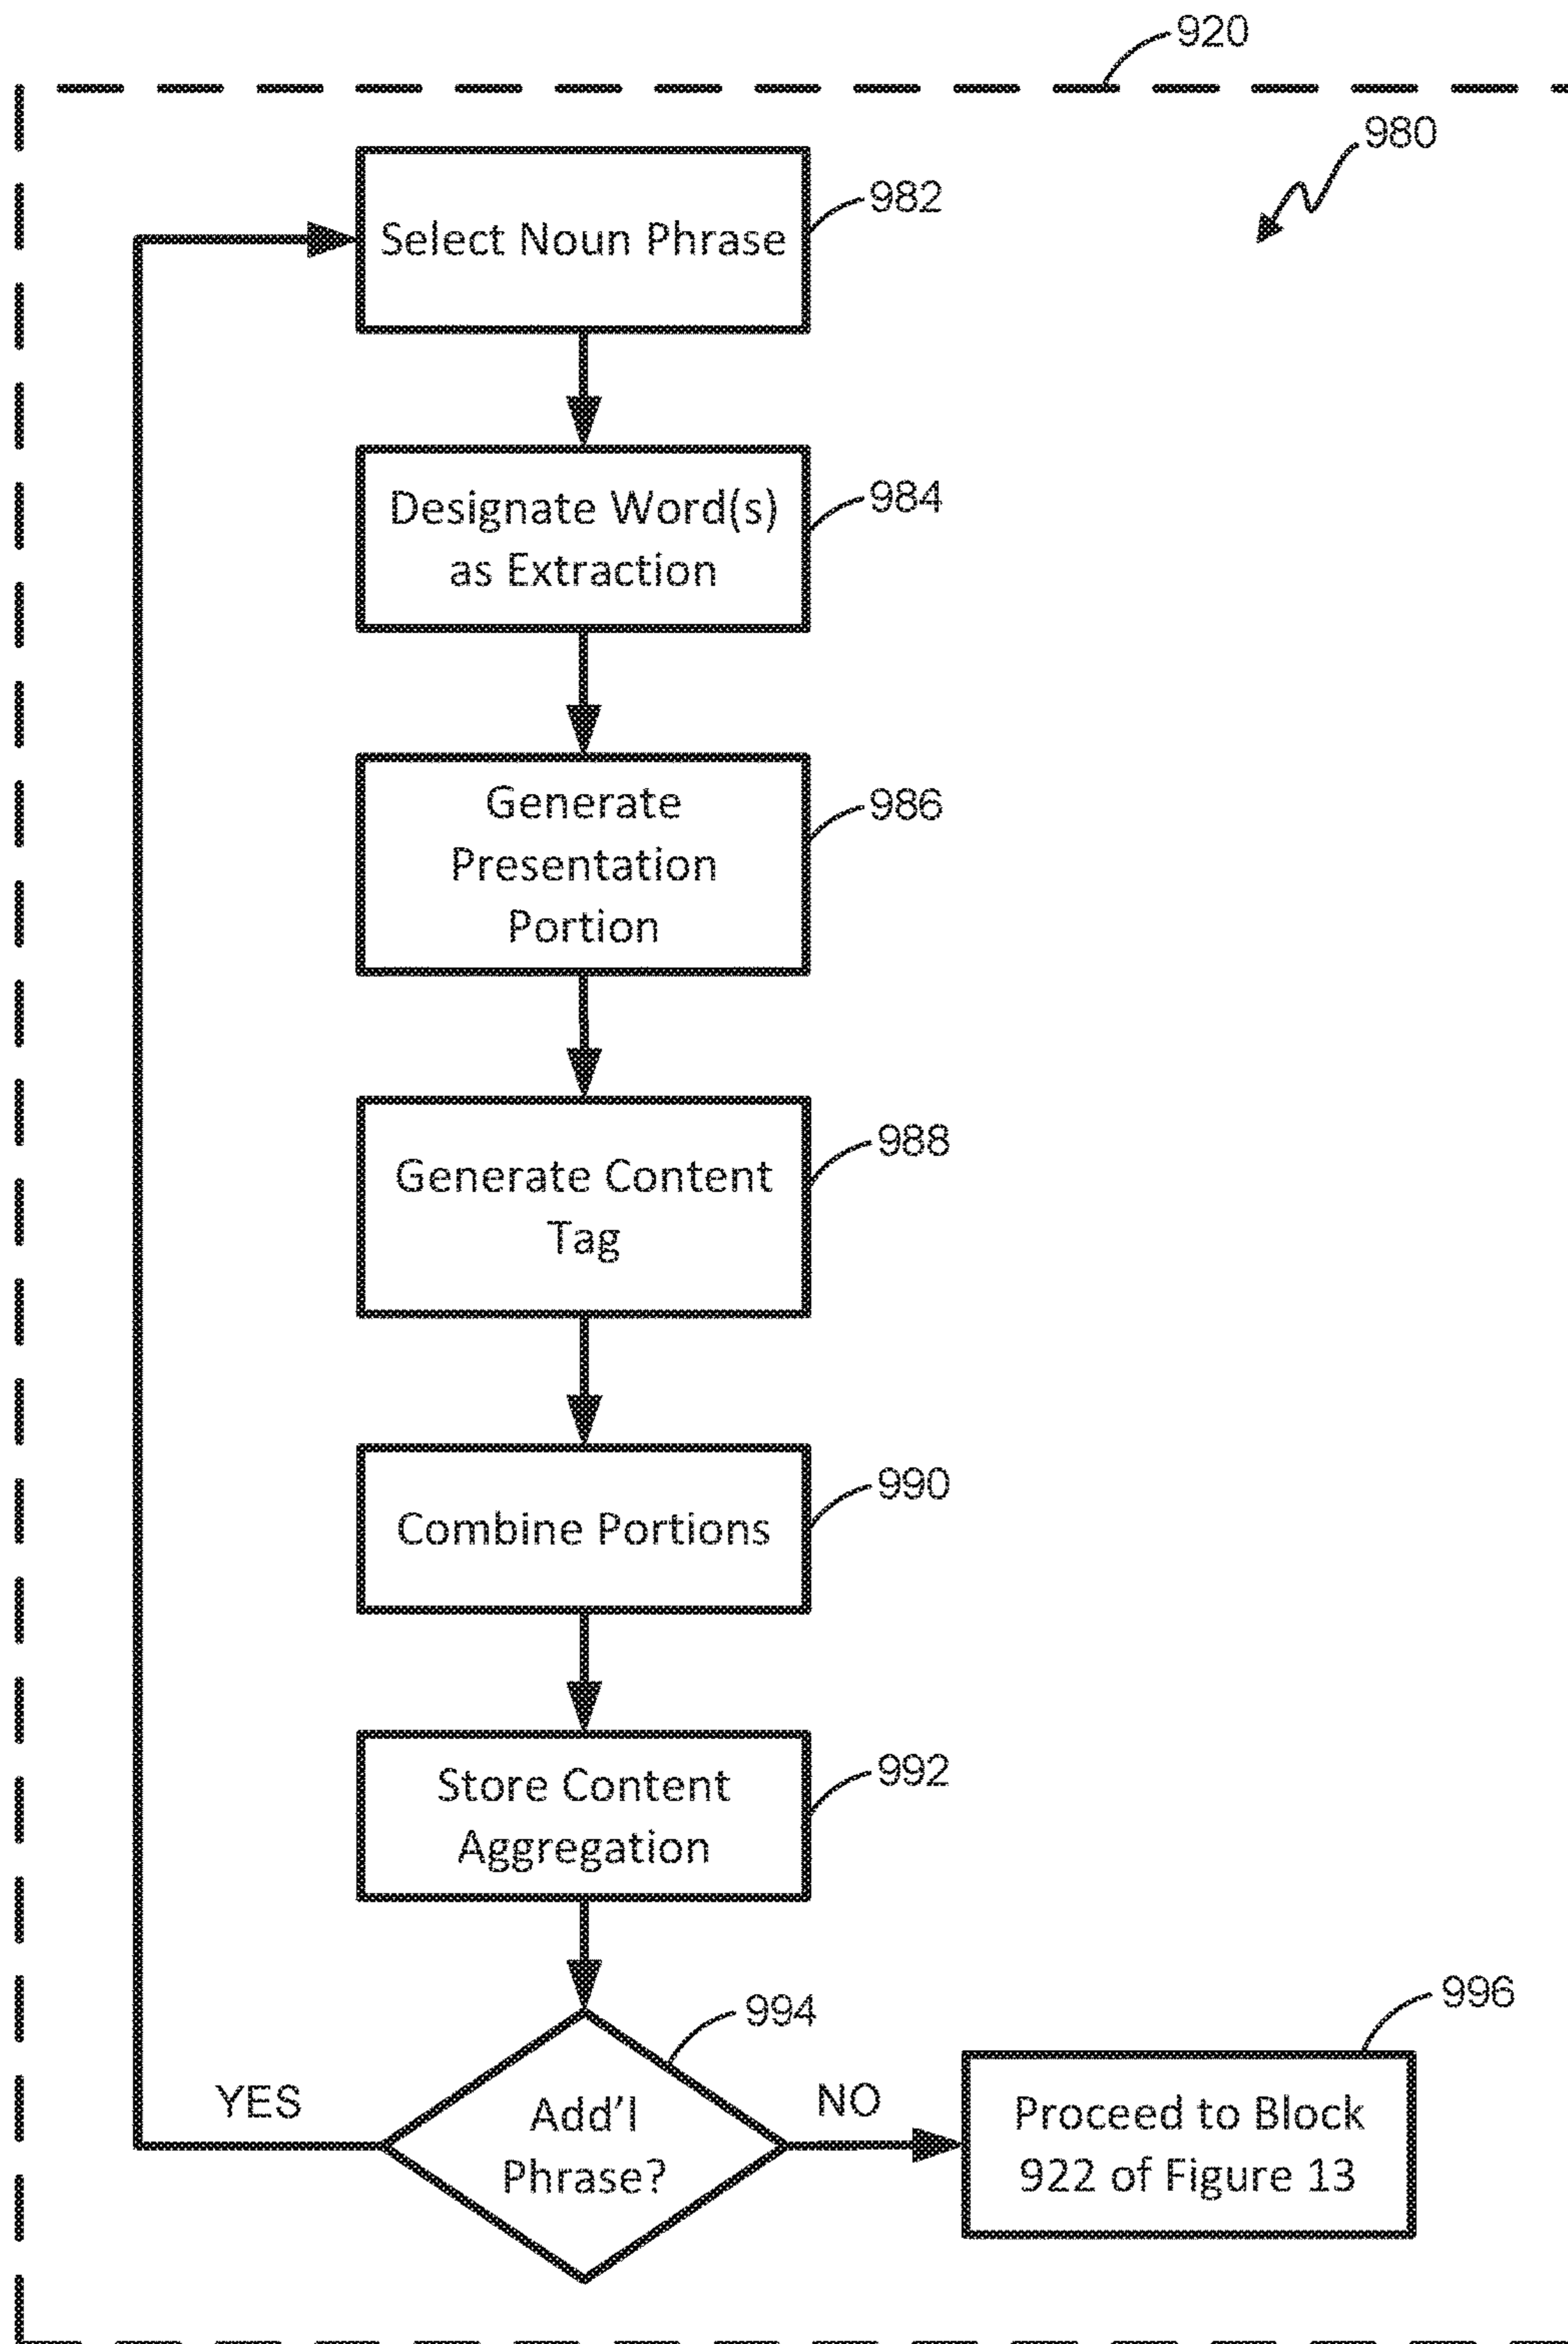 920
980
982
Select Noun Phrase
984
Designate Word(s)
as Extraction
986
Generate
Presentation
Portion
988
Generate Content
Tag
990
Combine Portions
992
Store Content
Aggregation
994
996
YES
Add'l
Phrase?
NO
Proceed to Block
922 of Figure 13